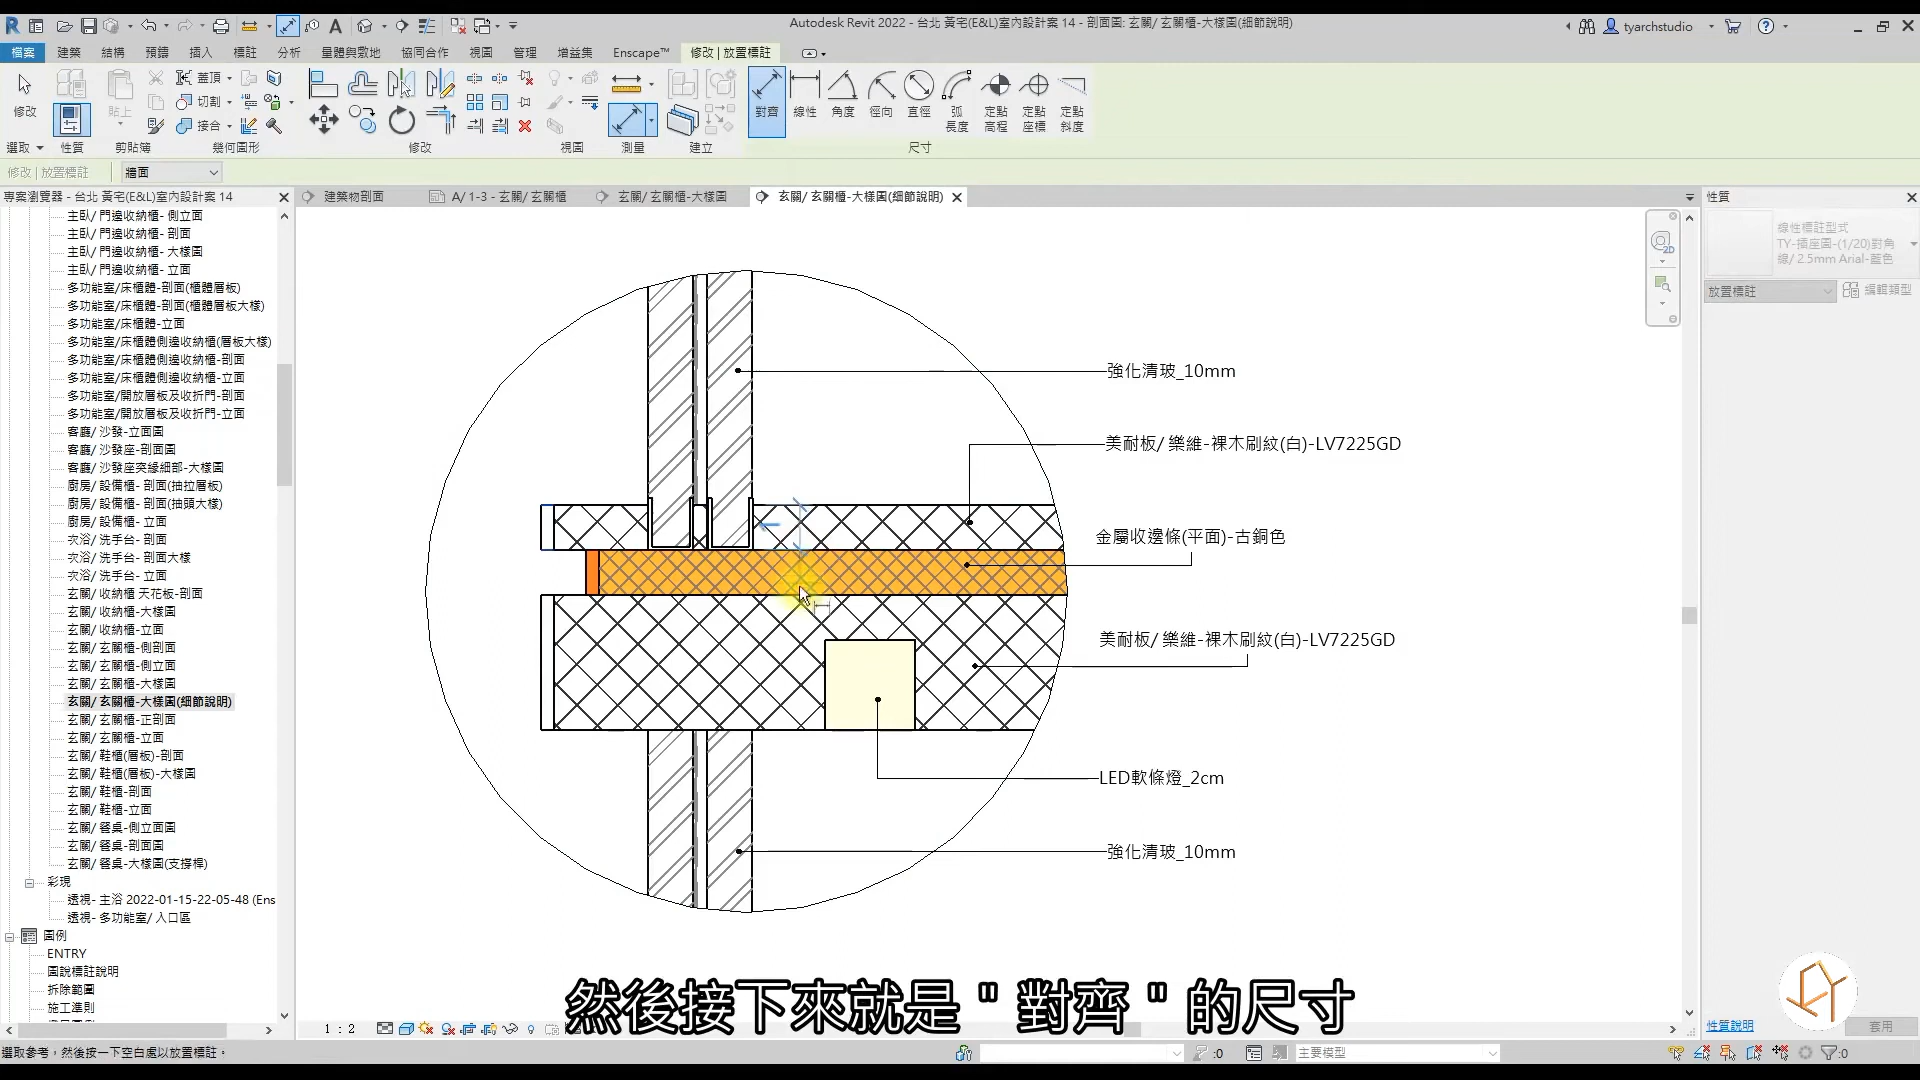 Autodesk Revit 2022 - 台北 黃宅(E&L)室內設計案 14 - 剖面圖: 玄關/ 玄關櫃-大樣圖(細節說明)
tyarchstudio
檔案 建築 結構 預鑄 插入 標註 分析 量體與敷地 協同合作 視圖 管理 增益集 Enscape™ 修改 | 放置標註
修改 貼上 蓋頂 切割 接合 對齊 線性 角度 徑向 直徑 弧長度 定點高程 定點座標 定點斜度
選取 性質 剪貼簿 幾何圖形 修改 視圖 測量 建立 尺寸
修改 | 放置標註 牆面
專案瀏覽器 - 台北 黃宅(E&L)室內設計案 14
建築物剖面 A/ 1-3 - 玄關/ 玄關櫃 玄關/ 玄關櫃-大樣圖 玄關/ 玄關櫃-大樣圖(細節說明)
性質
主臥/ 門邊收納櫃- 側立面
主臥/ 門邊收納櫃- 剖面
主臥/ 門邊收納櫃- 大樣圖
主臥/ 門邊收納櫃- 立面
多功能室/床櫃體-剖面(櫃體層板)
多功能室/床櫃體-剖面(櫃體層板大樣)
多功能室/床櫃體-立面
多功能室/床櫃體側邊收納櫃(層板大樣)
多功能室/床櫃體側邊收納櫃-剖面
多功能室/床櫃體側邊收納櫃-立面
多功能室/開放層板及收折門-剖面
多功能室/開放層板及收折門-立面
客廳/ 沙發-立面圖
客廳/ 沙發座-剖面圖
客廳/ 沙發座突緣細部-大樣圖
廚房/ 設備櫃- 剖面(抽拉層板)
廚房/ 設備櫃- 剖面(抽頭大樣)
廚房/ 設備櫃- 立面
次浴/ 洗手台- 剖面
次浴/ 洗手台- 剖面大樣
次浴/ 洗手台- 立面
玄關/ 收納櫃 天花板-剖面
玄關/ 收納櫃-大樣圖
玄關/ 收納櫃-立面
玄關/ 玄關櫃-側剖面
玄關/ 玄關櫃-側立面
玄關/ 玄關櫃-大樣圖
玄關/ 玄關櫃-大樣圖(細節說明)
玄關/ 玄關櫃-正剖面
玄關/ 玄關櫃-立面
玄關/ 鞋櫃(層板)-剖面
玄關/ 鞋櫃(層板)-大樣圖
玄關/ 鞋櫃-剖面
玄關/ 鞋櫃-立面
玄關/ 餐桌-側立面圖
玄關/ 餐桌-剖面圖
玄關/ 餐桌-大樣圖(支撐桿)
彩現
透視- 主浴 2022-01-15-22-05-48 (Ens
透視- 多功能室/ 入口區
圖例
ENTRY
圖說標註說明
拆除範圍
施工準則
強化清玻_10mm
美耐板/ 樂維-裸木刷紋(白)-LV7225GD
金屬收邊條(平面)-古銅色
美耐板/ 樂維-裸木刷紋(白)-LV7225GD
LED軟條燈_2cm
強化清玻_10mm
線性標註型式
TY-插座圖-(1/20)對角
線/ 2.5mm Arial-藍色
放置標註 編輯類型
然後接下來就是 " 對齊 " 的尺寸
1 : 2
性質說明 套用
選取參考，然後按一下空白處以放置標註。
:0 主要模型 :0